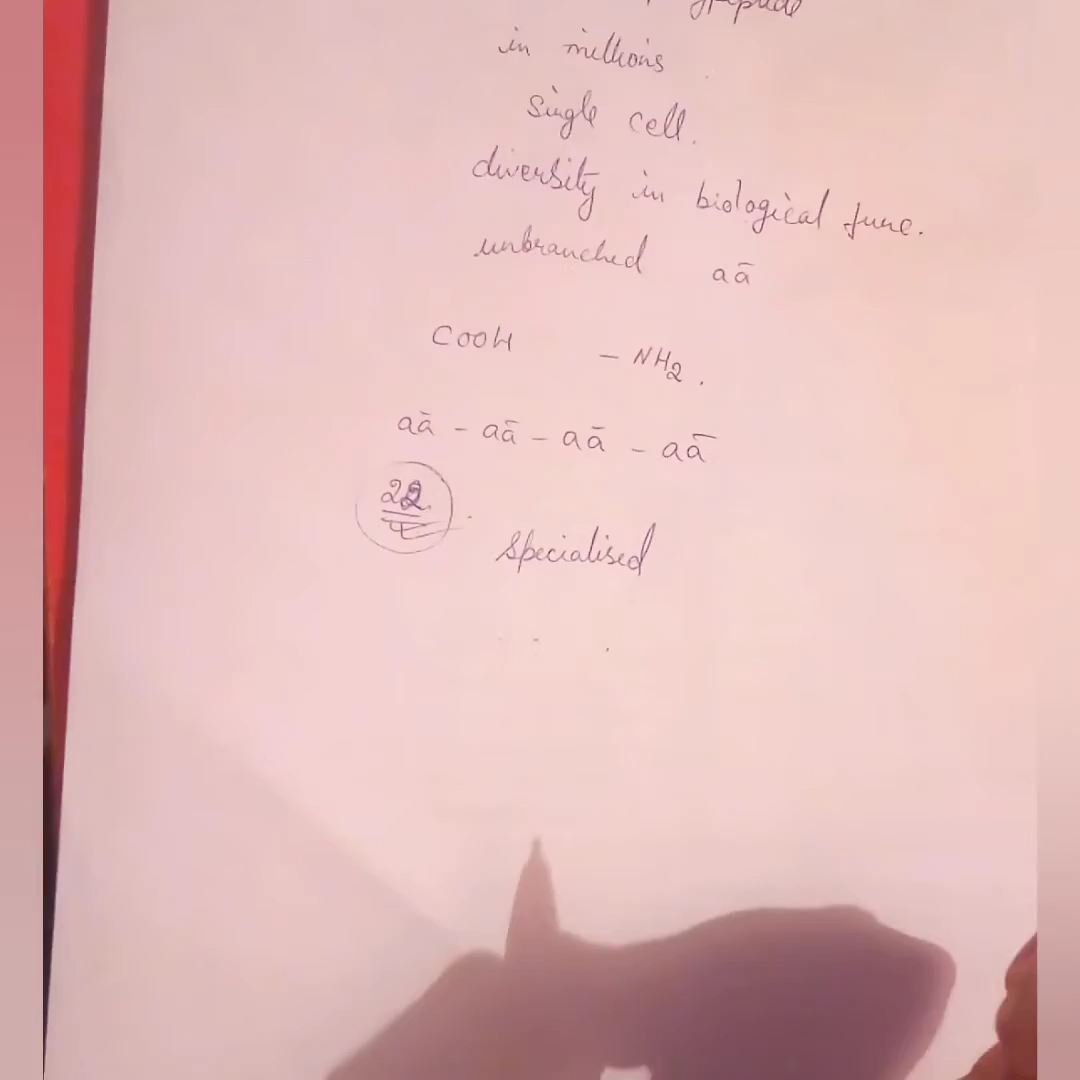 in millions
single cell.
diversity in biological func.
unbranched aā
COOH - NH2.
aā - aā - aā - aā
22.
specialised